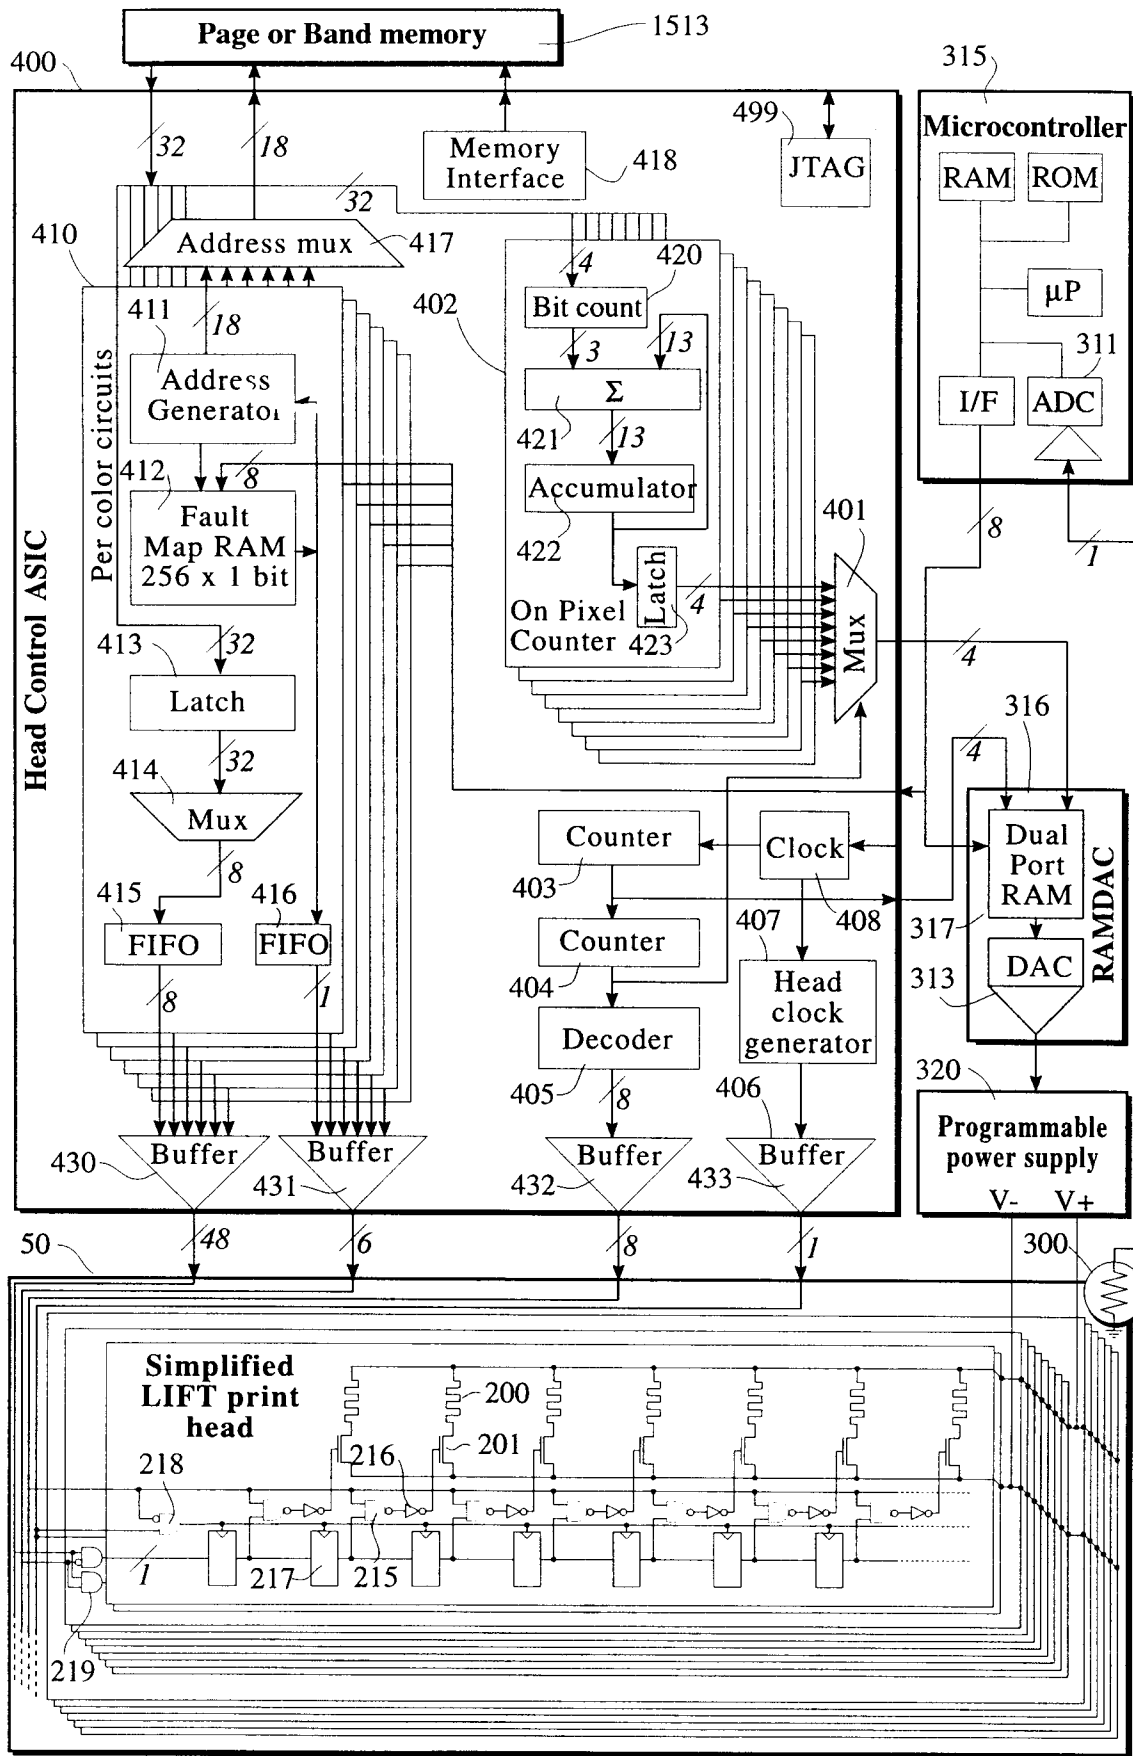 Page or Band memory
1513
400
315
32
18
499
Microcontroller
Memory
Interface
418
JTAG
RAM
ROM
32
410
Address mux
417
4
420
µP
402
Bit count
411
18
3
13
311
Address
Generator
Σ
I/F
ADC
421
13
412
8
Per color circuits
Accumulator
401
Fault
Map RAM
256 x 1 bit
422
8
1
Latch
4
On Pixel
Counter
423
Mux
4
413
32
Latch
Head Control ASIC
316
32
4
414
Mux
Counter
Clock
Dual
Port
RAM
8
403
408
RAMDAC
415
416
407
317
FIFO
FIFO
Counter
DAC
404
Head
clock
generator
313
8
1
Decoder
320
405
8
406
Programmable
power supply
Buffer
Buffer
Buffer
Buffer
430
431
432
433
V-
V+
50
48
6
8
1
300
Simplified
LIFT print
head
200
201
216
218
1
217
215
219